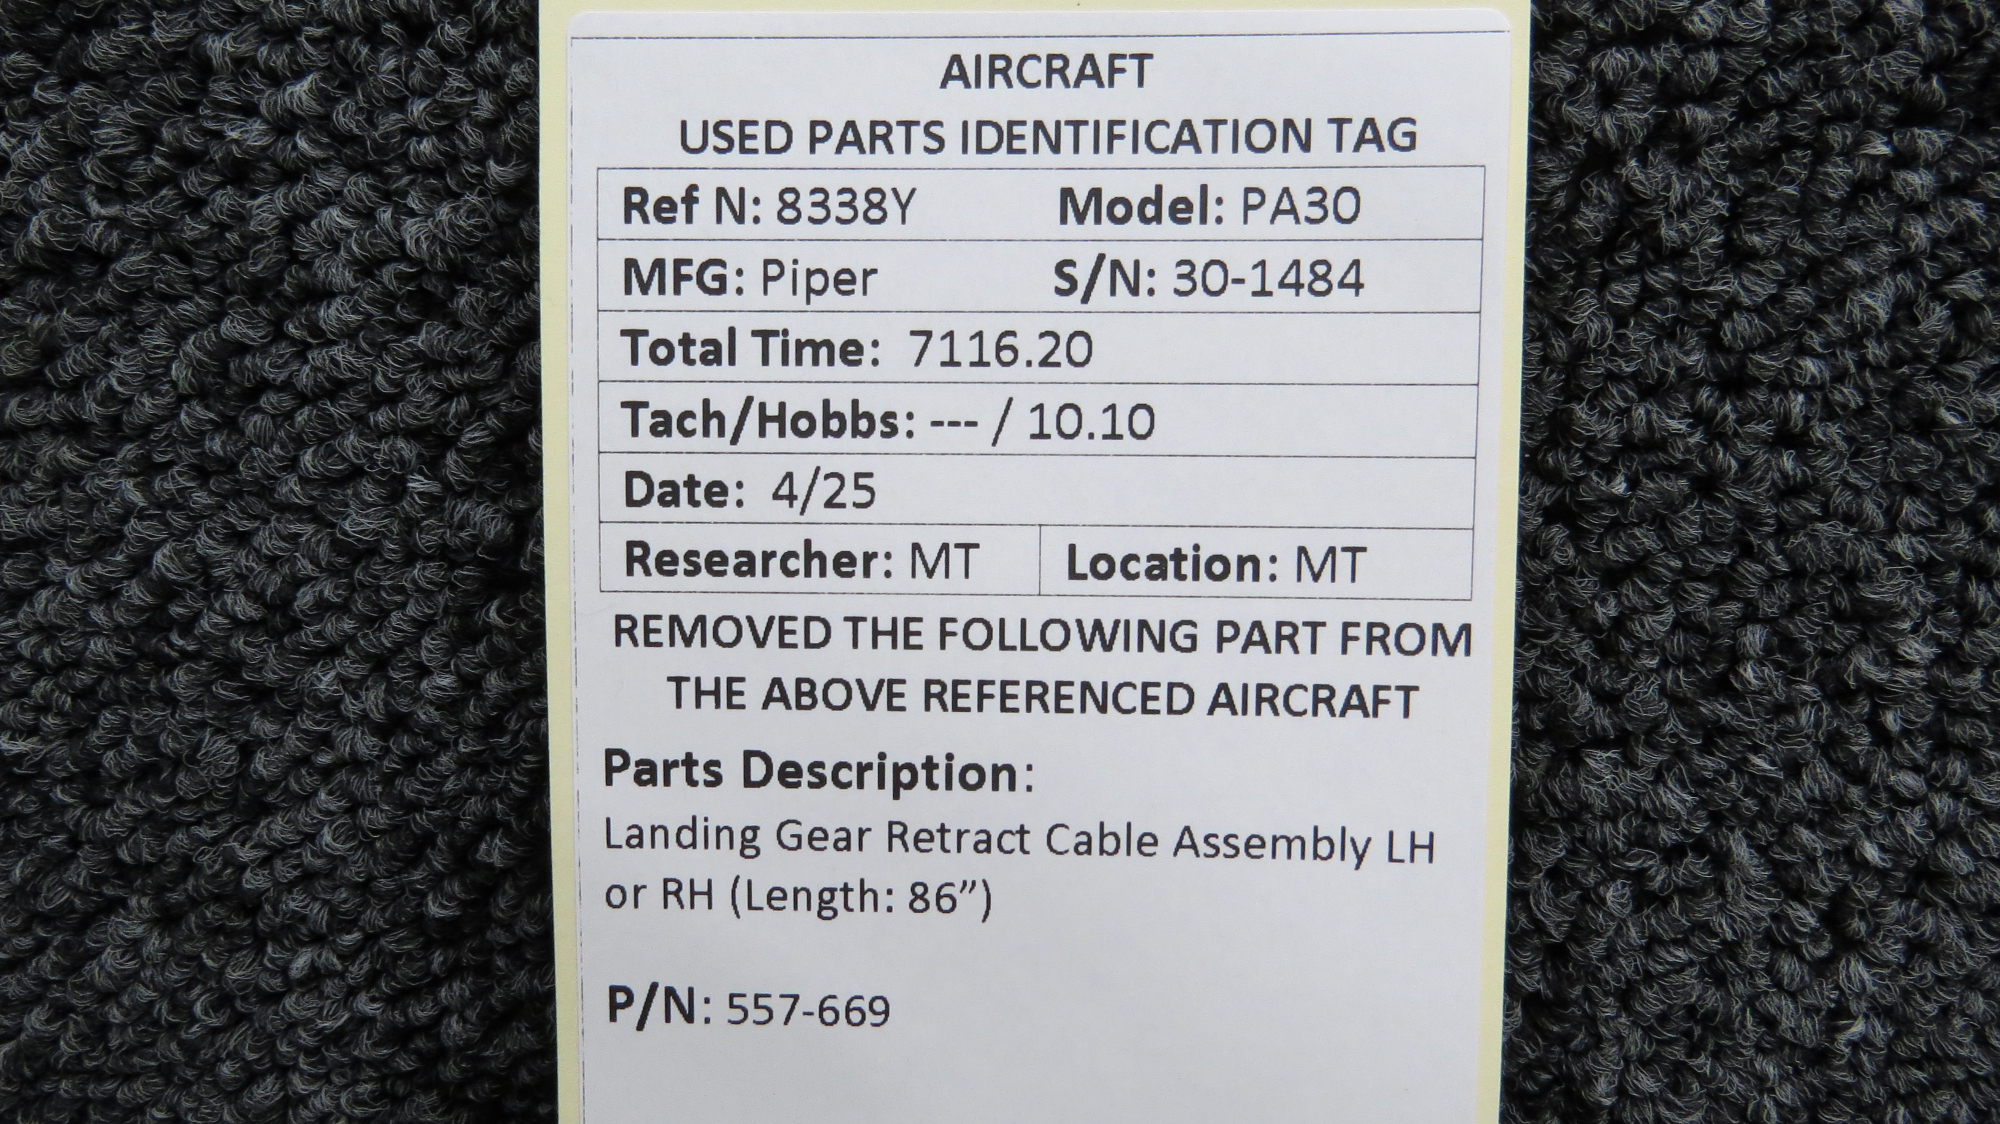 AIRCRAFT
USED PARTS IDENTIFICATION TAG
Ref N: 8338Y Model: PA30
MFG: Piper S/N: 30-1484
Total Time: 7116.20
Tach/Hobbs: --- / 10.10
Date: 4/25
Researcher: MT Location: MT
REMOVED THE FOLLOWING PART FROM
THE ABOVE REFERENCED AIRCRAFT
Parts Description:
Landing Gear Retract Cable Assembly LH
or RH (Length: 86”)
P/N: 557-669